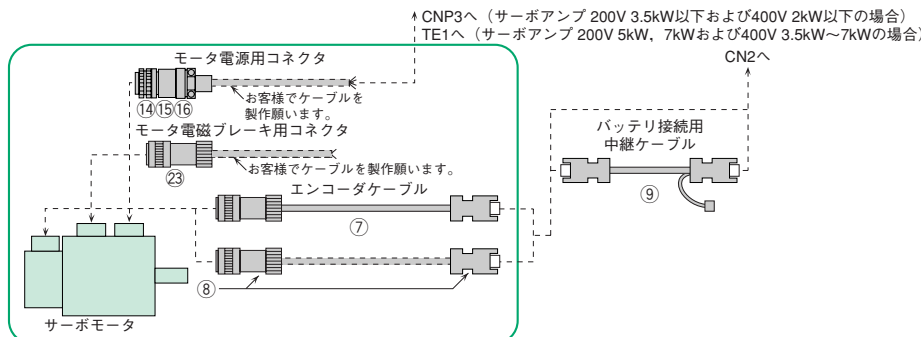 CNP3へ（サーボアンプ 200V 3.5kW以下および400V 2kW以下の場合）
TE1へ（サーボアンプ 200V 5kW，7kWおよび400V 3.5kW～7kWの場合）
CN2へ
モータ電源用コネクタ
お客様でケーブルを
製作願います。
⑭⑮⑯
モータ電磁ブレーキ用コネクタ
お客様でケーブルを製作願います。
㉓
バッテリ接続用
中継ケーブル
⑨
エンコーダケーブル
⑦
⑧
サーボモータ